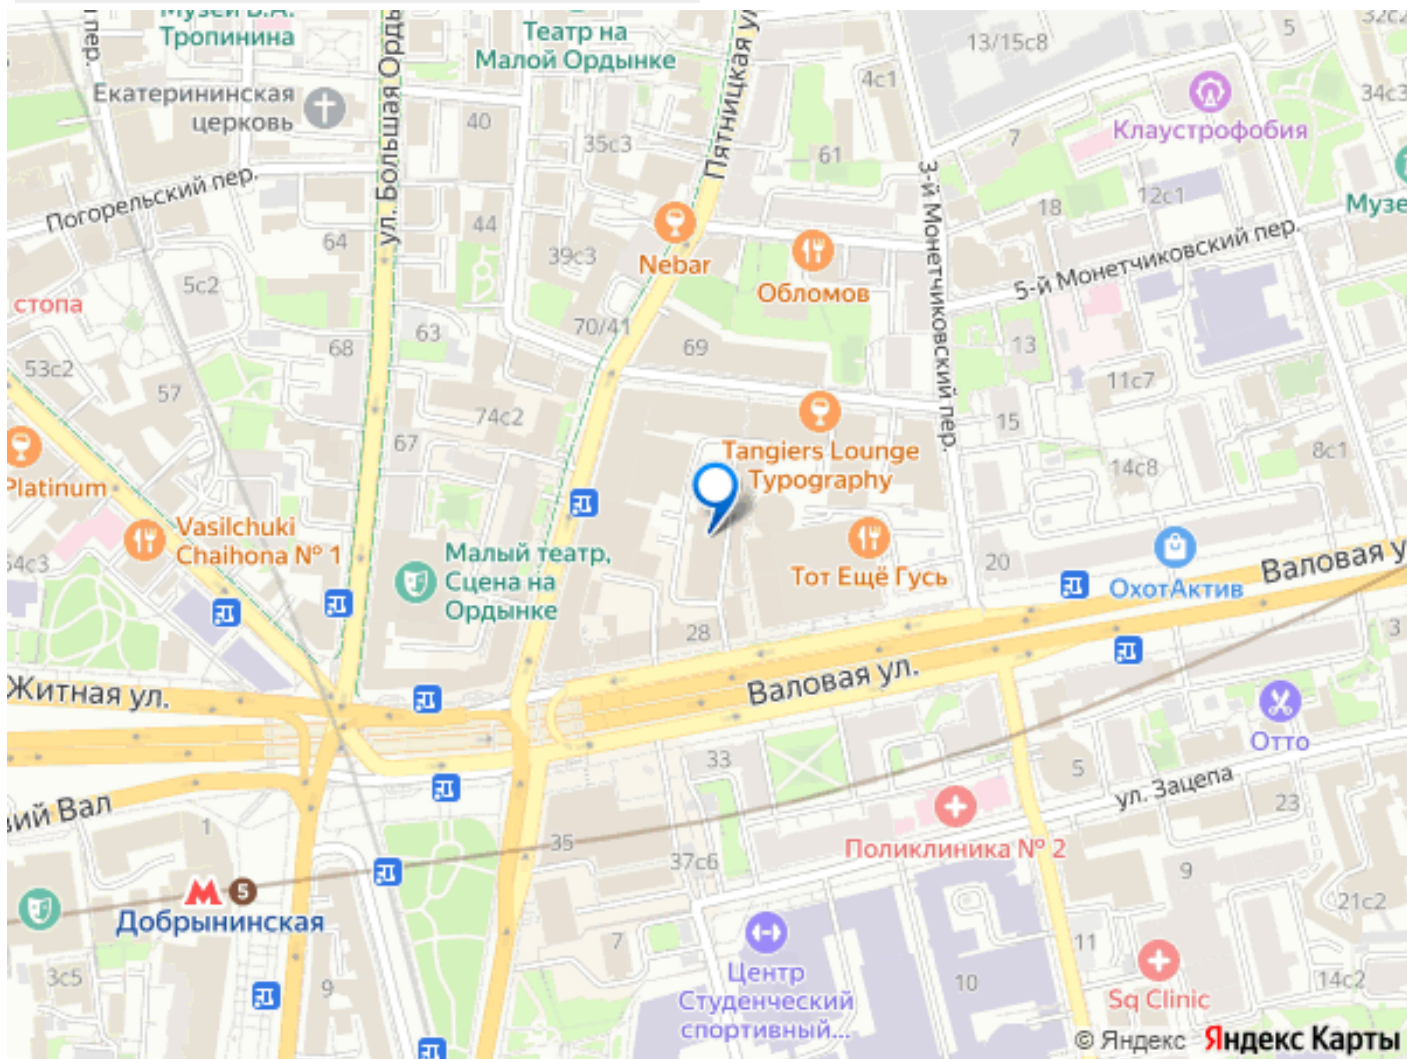 Музей В.А.
Тропинина
пер.
ул. Большая Орды
Театр на
Малой Ордынке
Пятницкая ул
13/15с8
5
32с2
34с3
4с1
Екатерининская
церковь
40
35с3
61
7
Клаустрофобия
Погорельский пер.
44
64
39с3
3-й Монетчиковский пер.
18
12с1
Музе
5с2
Nebar
Обломов
5-й Монетчиковский пер.
стопа
63
70/41
68
69
13
53с2
57
74с2
67
15
11с7
Tangiers Lounge
Typography
14с8
8с1
Platinum
Vasilchuki
Chaihona № 1
54с3
Малый театр,
Сцена на
Ордынке
Тот Ещё Гусь
20
ОхотАктив
Валовая у
28
3
Житная ул.
Валовая ул.
Отто
33
5
ул. Зацепа
23
вий Вал
1
35
37с6
Поликлиника № 2
9
21с2
5
Добрынинская
3с5
9
7
Центр
Студенческий
спортивный...
10
11
Sq Clinic
14с2
© Яндекс Яндекс Карты